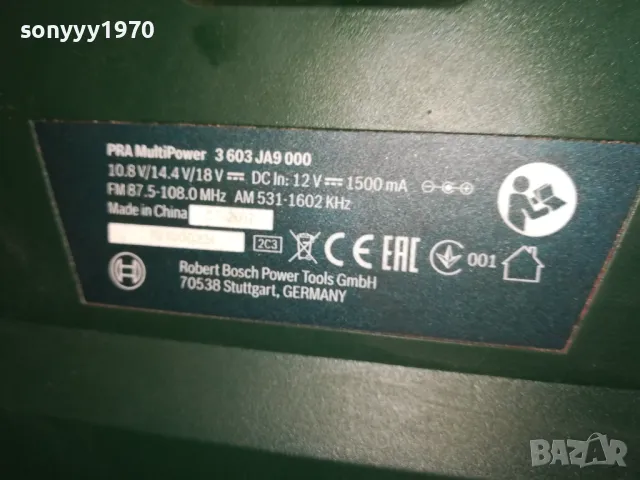 sonyyy1970
PRA MultiPower 3 603 JA9 000
10.8 V/14.4 V/18 V ⎓ DC In: 12 V ⎓ 1500 mA
FM 87.5-108.0 MHz AM 531-1602 KHz
Made in China
2C3 CE EAC 001
BOSCH
Robert Bosch Power Tools GmbH
70538 Stuttgart, GERMANY
BAZAR